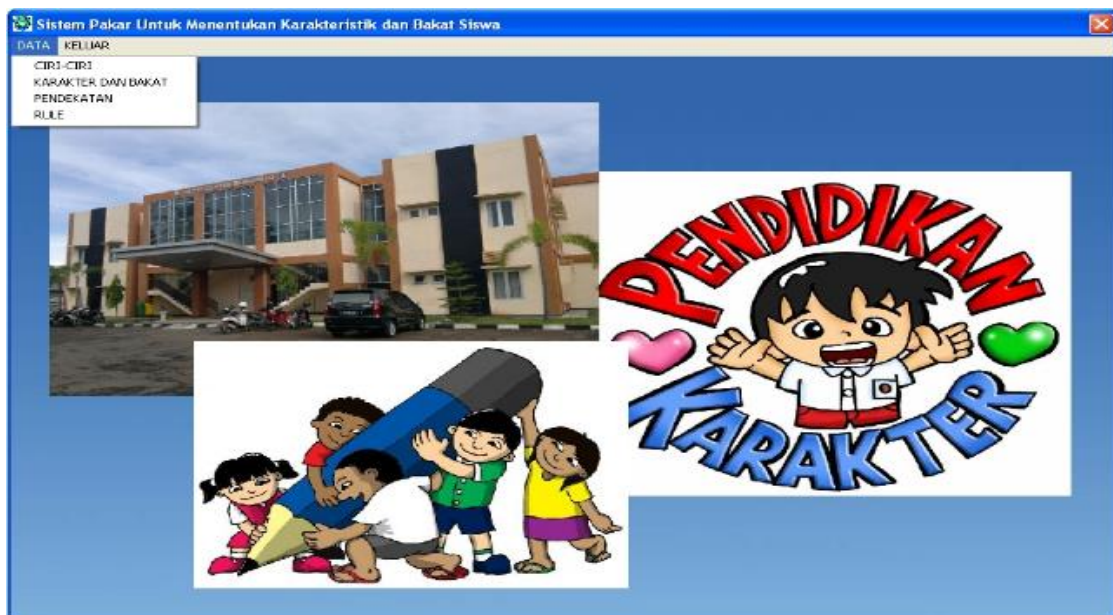 Sistem Pakar Untuk Menentukan Karakteristik dan Bakat Siswa
DATA KELUAR
CIRI-CIRI
KARAKTER DAN BAKAT
PENDEKATAN
RULE
PENDIDIKAN
KARAKTER